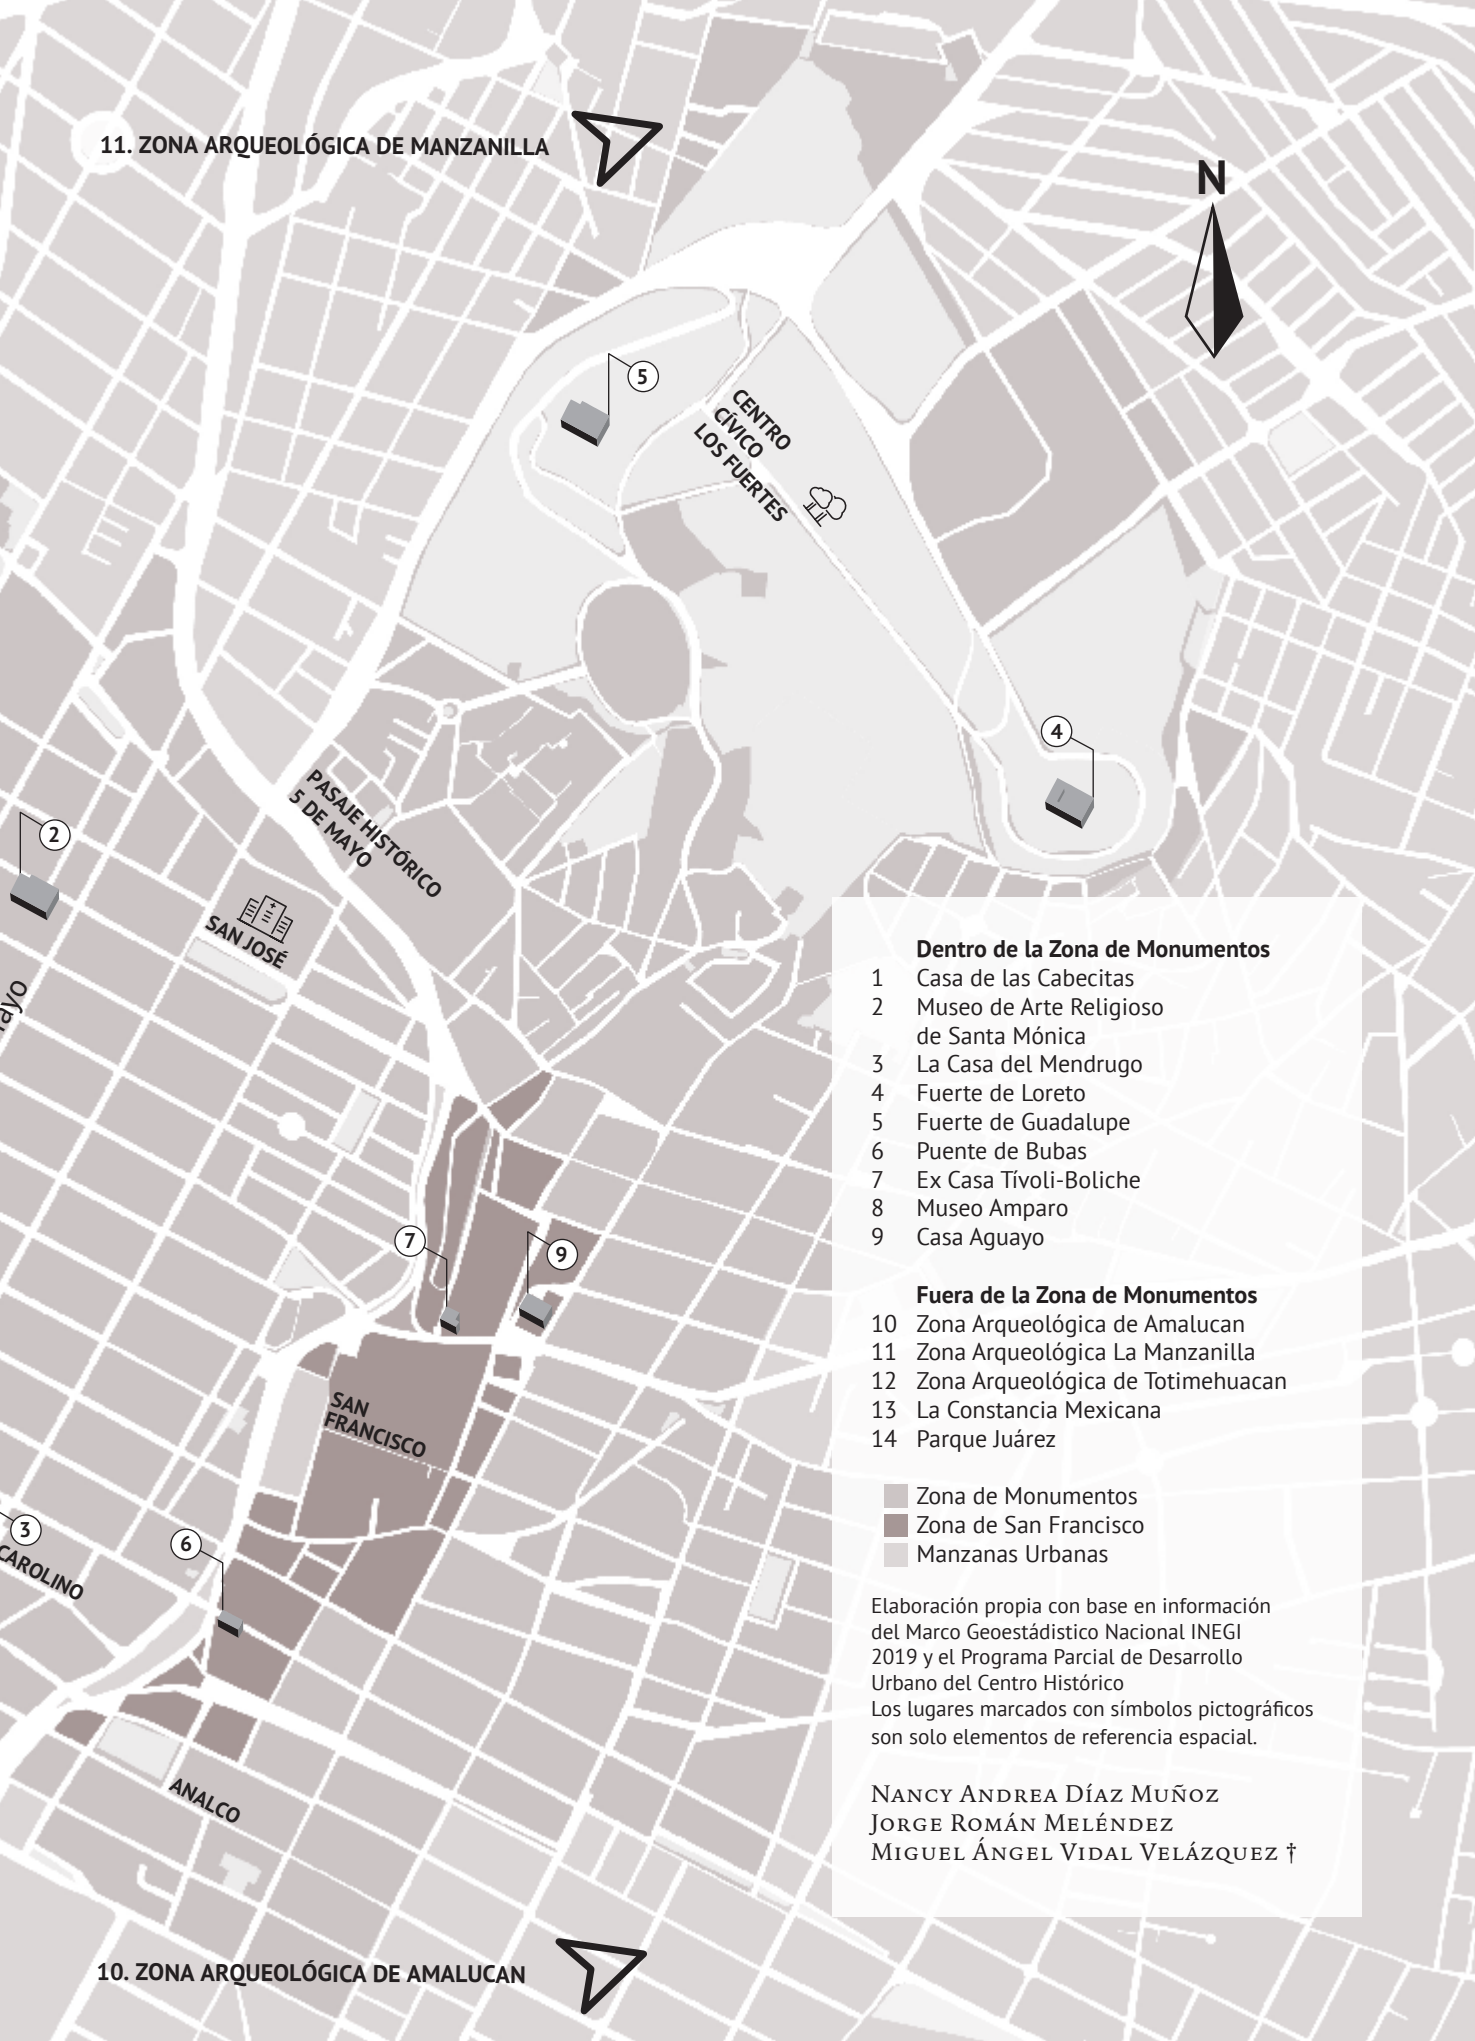 11. ZONA ARQUEOLÓGICA DE MANZANILLA
N
5
CENTRO
CÍVICO
LOS FUERTES
4
PASAJE HISTÓRICO
5 DE MAYO
2
SAN JOSÉ
ayo
7
9
SAN
FRANCISCO
3
CAROLINO
6
ANALCO
10. ZONA ARQUEOLÓGICA DE AMALUCAN
Dentro de la Zona de Monumentos
1 Casa de las Cabecitas
2 Museo de Arte Religioso
de Santa Mónica
3 La Casa del Mendrugo
4 Fuerte de Loreto
5 Fuerte de Guadalupe
6 Puente de Bubas
7 Ex Casa Tívoli-Boliche
8 Museo Amparo
9 Casa Aguayo
Fuera de la Zona de Monumentos
10 Zona Arqueológica de Amalucan
11 Zona Arqueológica La Manzanilla
12 Zona Arqueológica de Totimehuacan
13 La Constancia Mexicana
14 Parque Juárez
Zona de Monumentos
Zona de San Francisco
Manzanas Urbanas
Elaboración propia con base en información
del Marco Geoestádistico Nacional INEGI
2019 y el Programa Parcial de Desarrollo
Urbano del Centro Histórico
Los lugares marcados con símbolos pictográficos
son solo elementos de referencia espacial.
Nancy Andrea Díaz Muñoz
Jorge Román Meléndez
Miguel Ángel Vidal Velázquez †